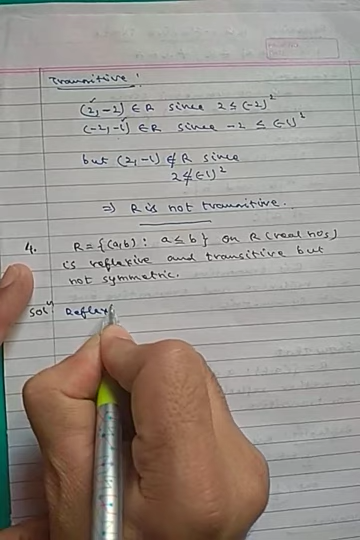 Transitive :
(2, -2) ∈ R since 2 ≤ (-2)²
(-2, -1) ∈ R since -2 ≤ (-1)²
but (2, -1) ∉ R since
2 ≰ (-1)²
⇒ R is not transitive.
4. R = {(a,b) : a ≤ b} on R (real nos)
is reflexive and transitive but
not symmetric.
Solⁿ Reflex